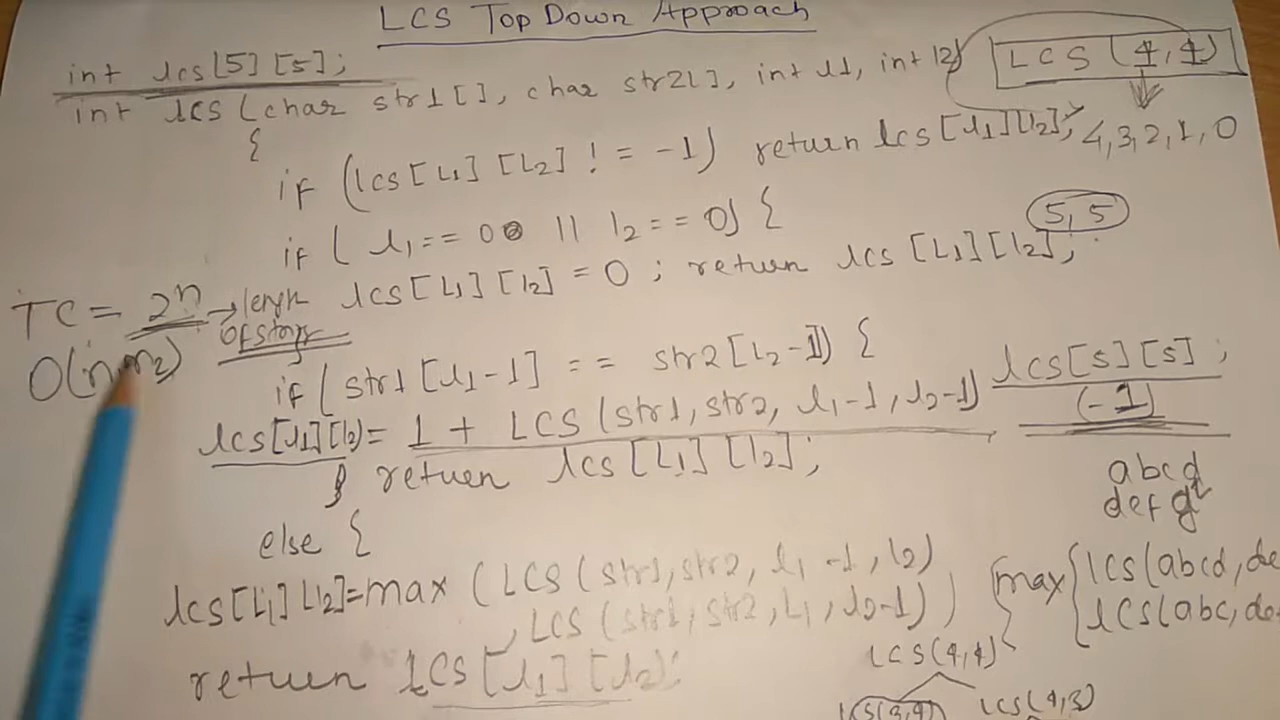 LCS Top Down Approach
int lcs[5][5];
int lcs (char str1[], char str2[], int l1, int l2)
LCS (4,4)
4,3,2,1,0
{
if (lcs[L1][L2] != -1) return lcs[l1][l2];
if (l1 == 0 || l2 == 0) {
5,5
lcs[L1][l2] = 0; return lcs[L1][l2];
TC = 2^n → length
of strings
O(n1n2)
}
if (str1[l1-1] == str2[l2-1]) {
lcs[5][5];
(-1)
lcs[l1][l2] = 1 + LCS (str1, str2, l1-1, l2-1)
} return lcs[L1][l2];
abcd
defg
else {
lcs[L1][L2]=max (LCS (str1, str2, l1-1, l2)
, LCS (str1, str2, L1, l2-1) )
max { lcs(abcd, de
lcs(abc, de
return lcs[l1][l2];
lcs(4,4)
lcs(3,4) lcs(4,3)